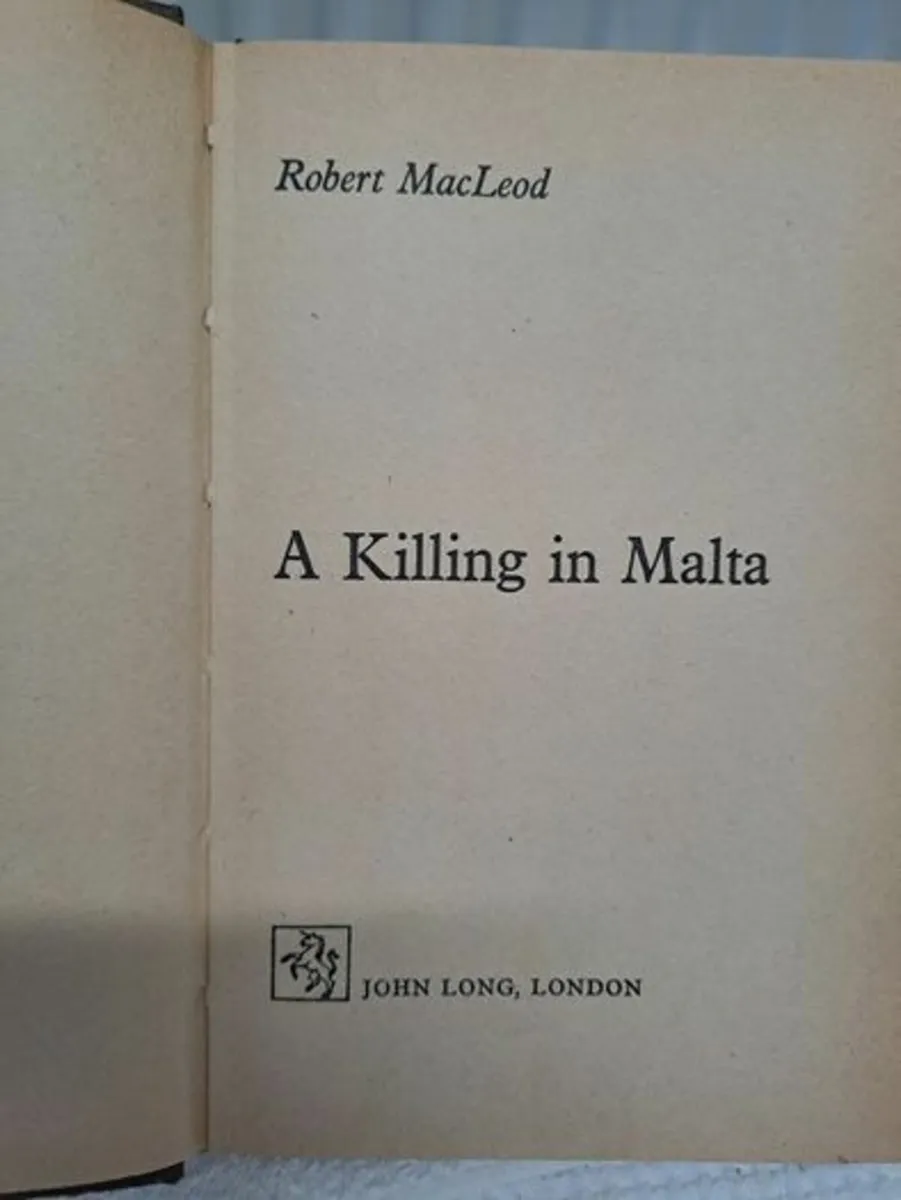 Robert MacLeod
A Killing in Malta
JOHN LONG, LONDON